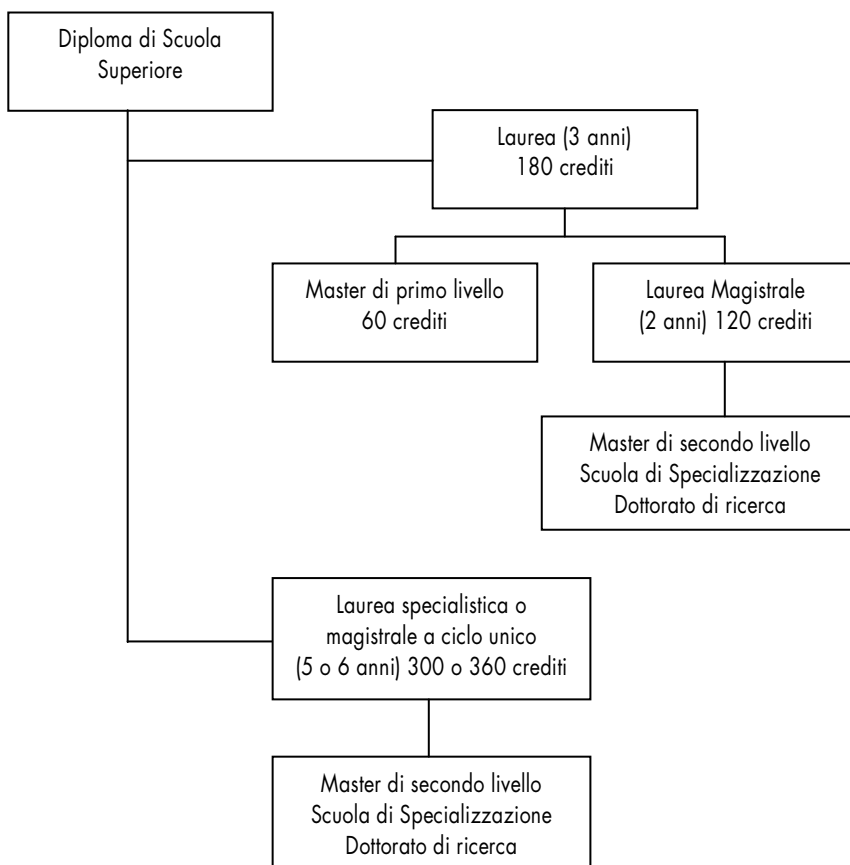 Diploma di Scuola
Superiore
Laurea (3 anni)
180 crediti
Master di primo livello
60 crediti
Laurea Magistrale
(2 anni) 120 crediti
Master di secondo livello
Scuola di Specializzazione
Dottorato di ricerca
Laurea specialistica o
magistrale a ciclo unico
(5 o 6 anni) 300 o 360 crediti
Master di secondo livello
Scuola di Specializzazione
Dottorato di ricerca